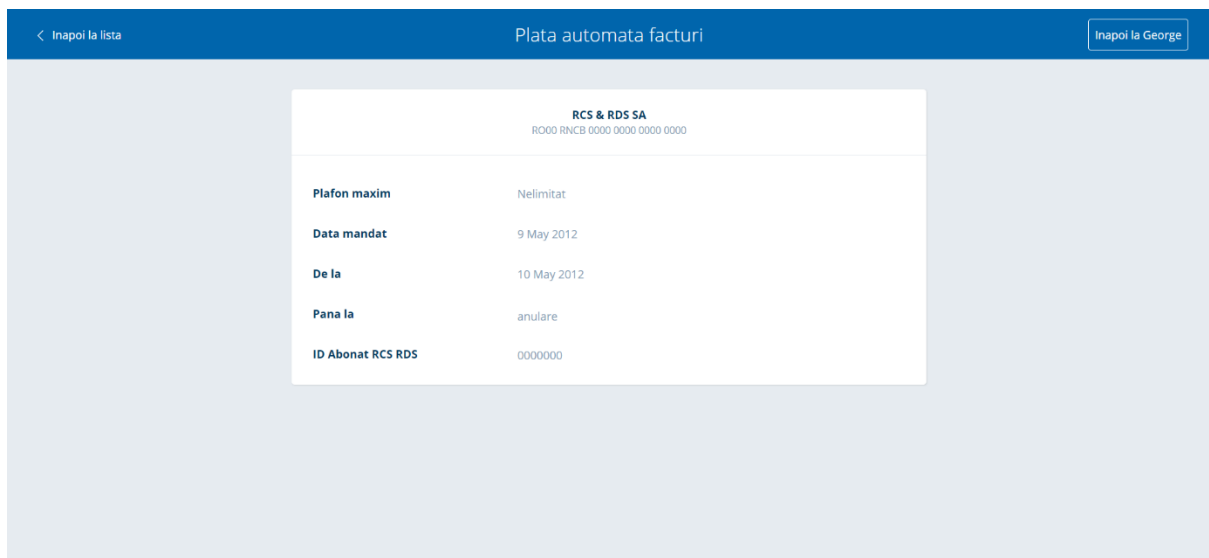 Inapoi la lista
Plata automata facturi
Inapoi la George
RCS & RDS SA
RO00 RNCB 0000 0000 0000 0000
Plafon maxim Nelimitat
Data mandat 9 May 2012
De la 10 May 2012
Pana la anulare
ID Abonat RCS RDS 0000000